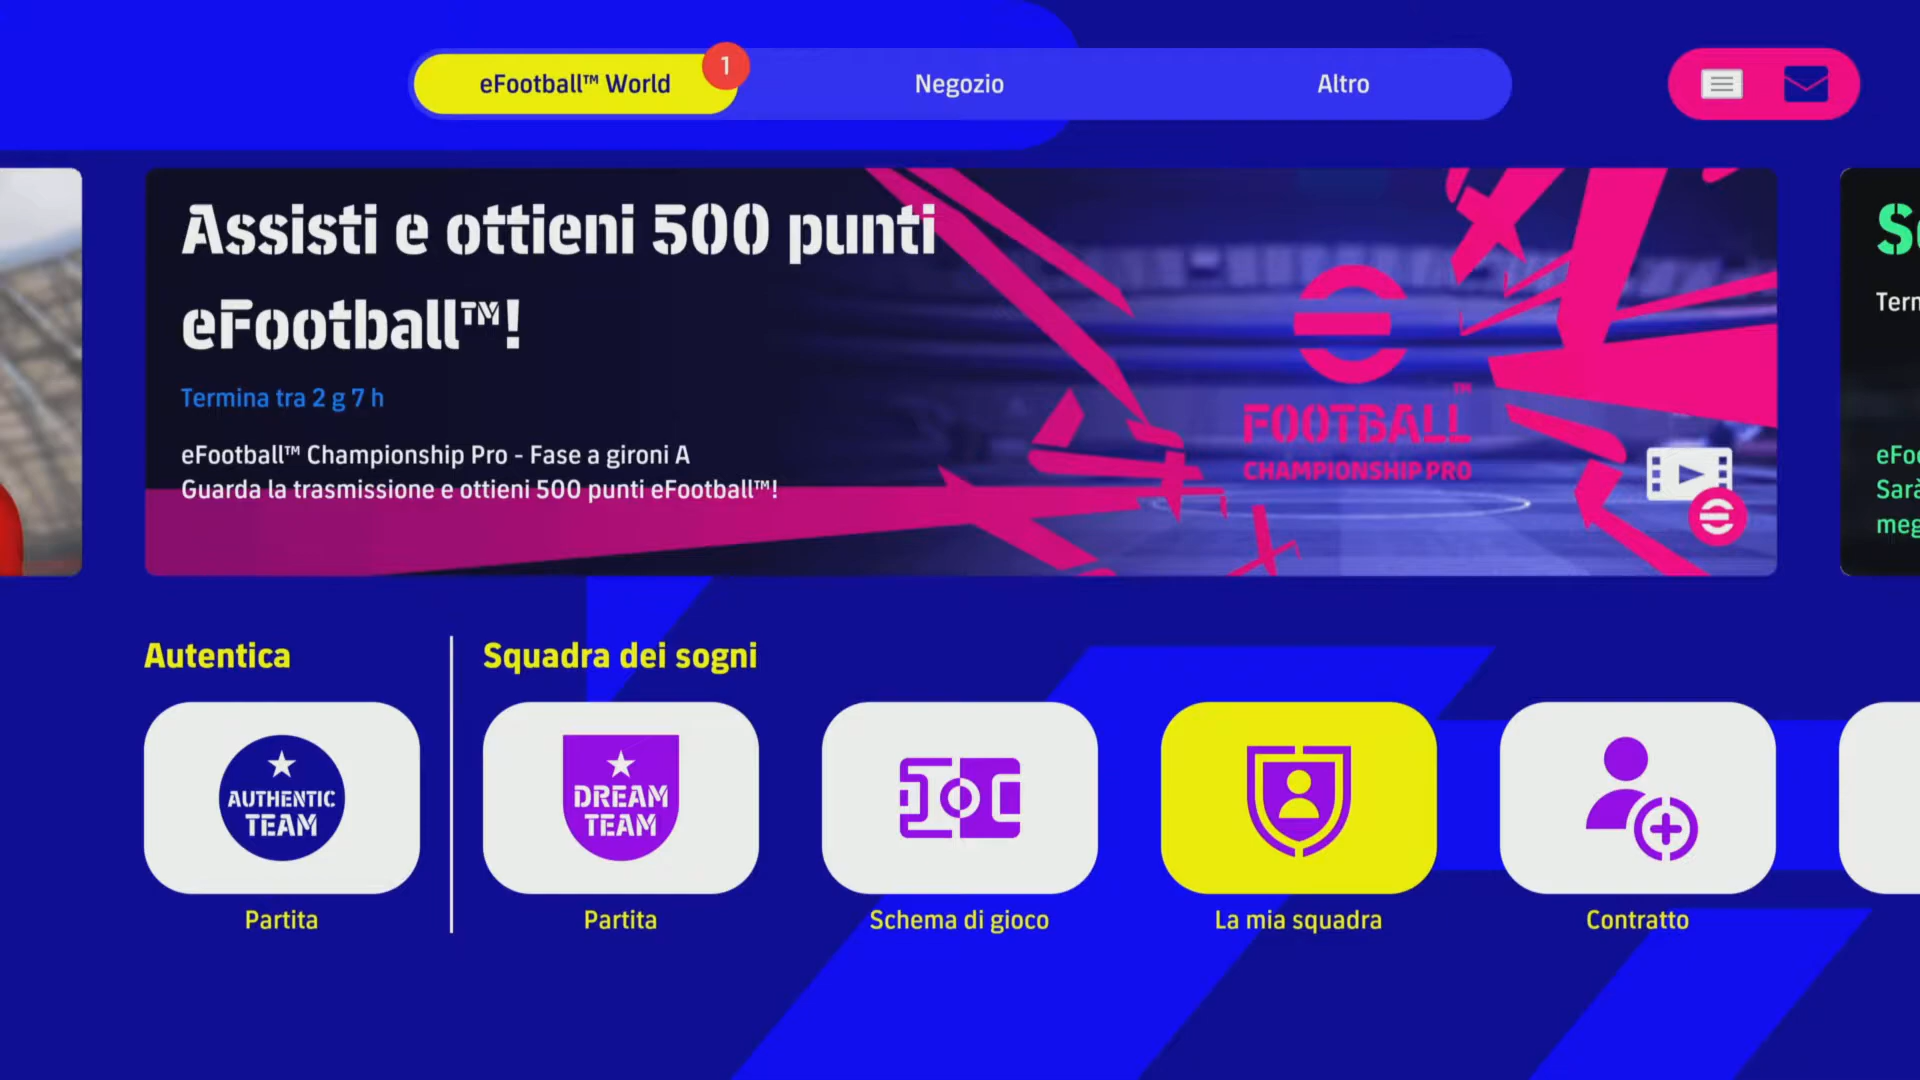 eFootball™ World
1
Negozio
Altro
Assisti e ottieni 500 punti
eFootball™!
Termina tra 2 g 7 h
eFootball™ Championship Pro - Fase a gironi A
Guarda la trasmissione e ottieni 500 punti eFootball™!
FOOTBALL™
CHAMPIONSHIP PRO
Autentica
Squadra dei sogni
AUTHENTIC
TEAM
DREAM
TEAM
Partita
Partita
Schema di gioco
La mia squadra
Contratto